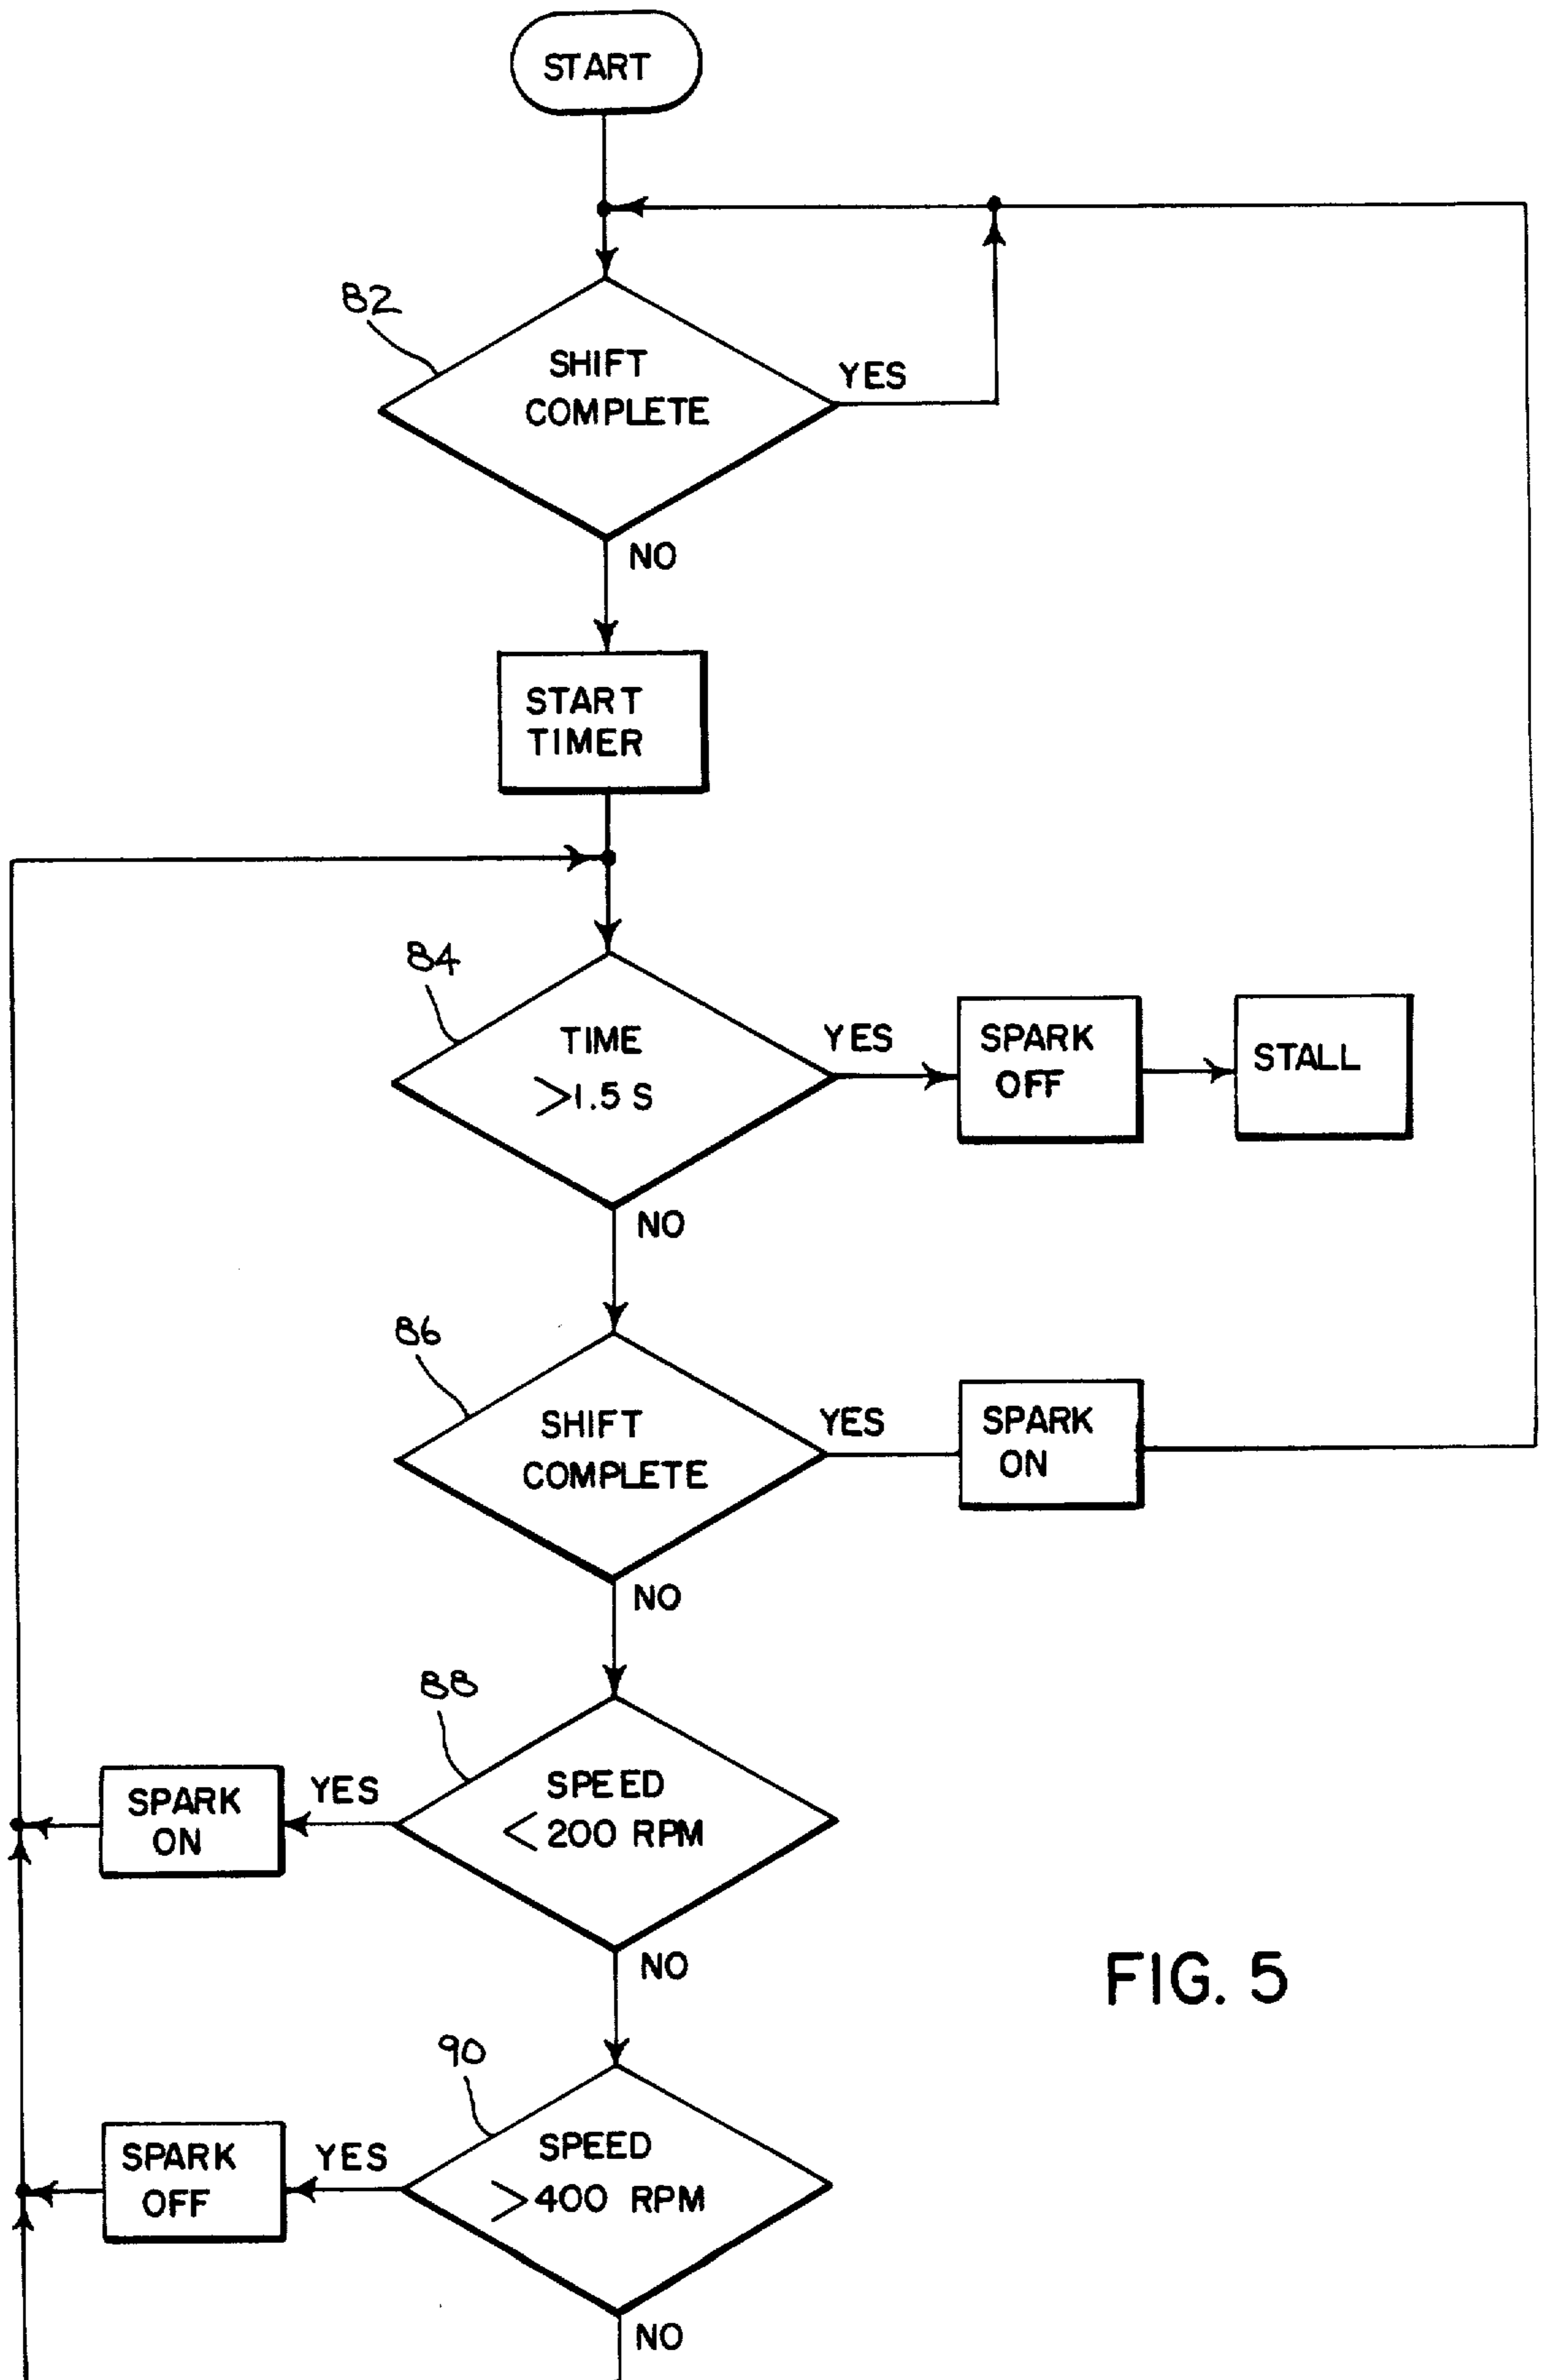 START
82
SHIFT
COMPLETE
YES
NO
START
TIMER
84
TIME
>1.5 S
YES
SPARK
OFF
STALL
NO
86
SHIFT
COMPLETE
YES
SPARK
ON
NO
88
SPEED
<200 RPM
YES
SPARK
ON
NO
FIG. 5
90
SPEED
>400 RPM
YES
SPARK
OFF
NO